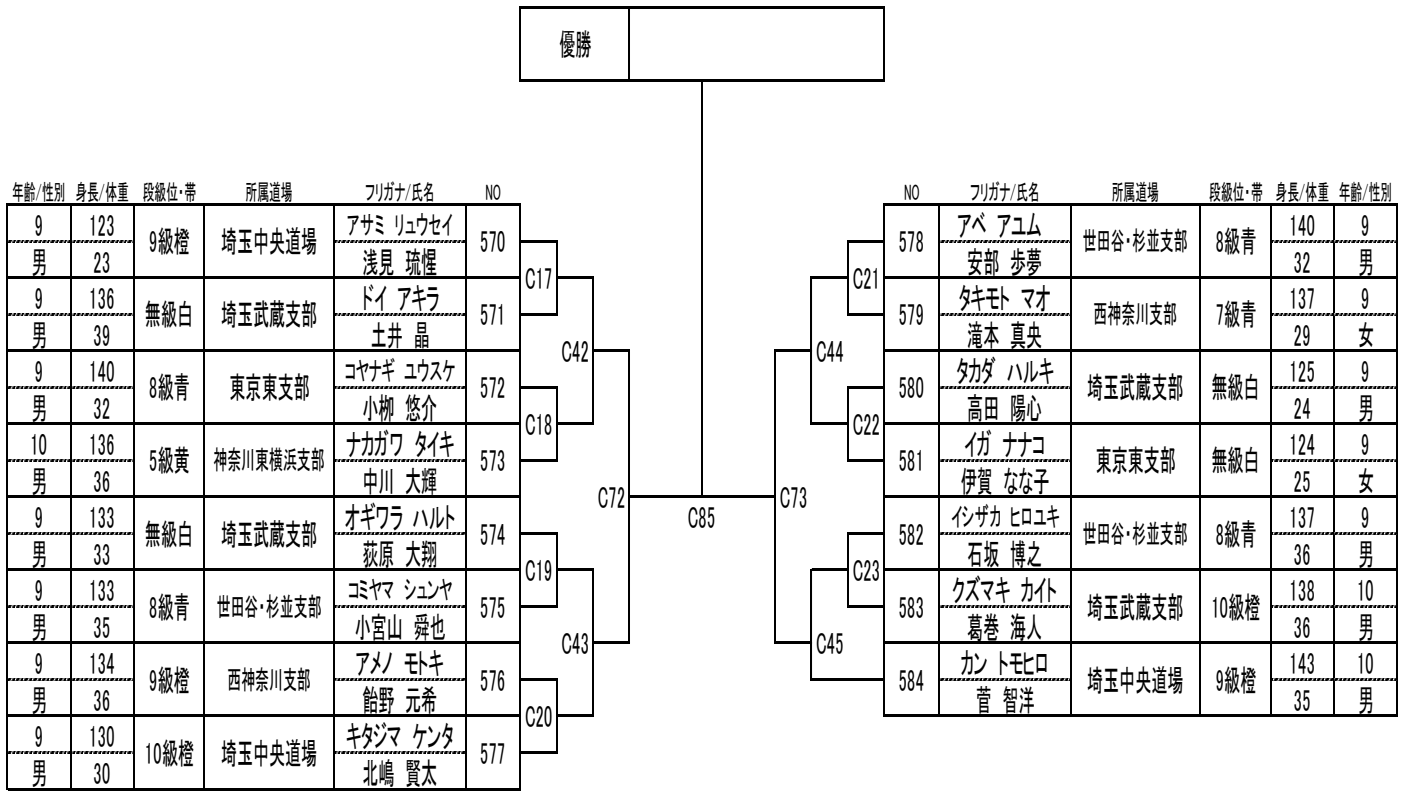 優勝
年齢/性別 身長/体重 段級位・帯 所属道場 フリガナ/氏名 NO
9 123 9級橙 埼玉中央道場 アサミ リュウセイ 570
男 23 浅見 琉惺
9 136 無級白 埼玉武蔵支部 ドイ アキラ 571
男 39 土井 晶
9 140 8級青 東京東支部 コヤナギ ユウスケ 572
男 32 小柳 悠介
10 136 5級黄 神奈川東横浜支部 ナカガワ タイキ 573
男 36 中川 大輝
9 133 無級白 埼玉武蔵支部 オギワラ ハルト 574
男 33 荻原 大翔
9 133 8級青 世田谷・杉並支部 コミヤマ シュンヤ 575
男 35 小宮山 舜也
9 134 9級橙 西神奈川支部 アメノ モトキ 576
男 36 飴野 元希
9 130 10級橙 埼玉中央道場 キタジマ ケンタ 577
男 30 北嶋 賢太
C17
C18
C19
C20
C42
C43
C72
C85
C73
C44
C45
C21
C22
C23
NO フリガナ/氏名 所属道場 段級位・帯 身長/体重 年齢/性別
578 アベ アユム 世田谷・杉並支部 8級青 140 9
安部 歩夢 32 男
579 タキモト マオ 西神奈川支部 7級青 137 9
滝本 真央 29 女
580 タカダ ハルキ 埼玉武蔵支部 無級白 125 9
高田 陽心 24 男
581 イガ ナナコ 東京東支部 無級白 124 9
伊賀 なな子 25 女
582 イシザカ ヒロユキ 世田谷・杉並支部 8級青 137 9
石坂 博之 36 男
583 クズマキ カイト 埼玉武蔵支部 10級橙 138 10
葛巻 海人 36 男
584 カン トモヒロ 埼玉中央道場 9級橙 143 10
菅 智洋 35 男